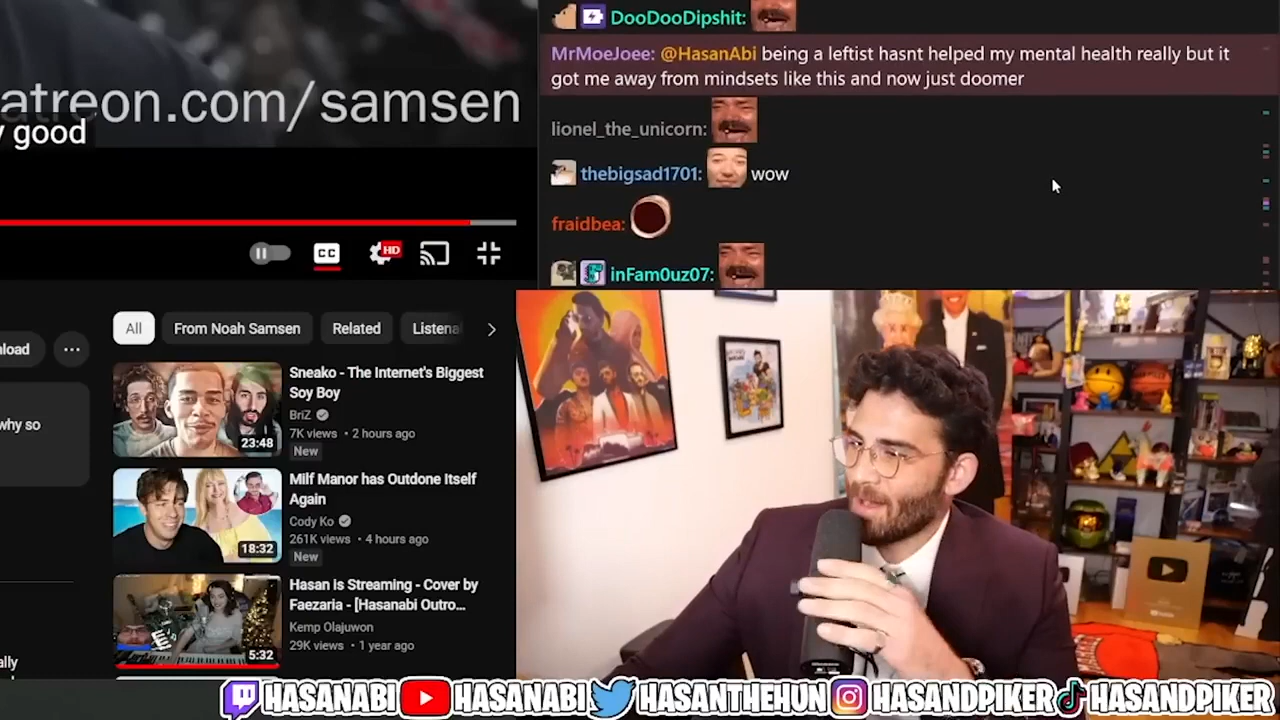 atreon.com/samsen
y good
DooDooDipshit:
MrMoeJoee: @HasanAbi being a leftist hasnt helped my mental health really but it
got me away from mindsets like this and now just doomer
lionel_the_unicorn:
thebigsad1701: wow
fraidbea:
inFam0uz07:
CC
HD
nload
All
From Noah Samsen
Related
Listena
why so
Sneako - The Internet's Biggest
Soy Boy
BriZ
7K views • 2 hours ago
New
23:48
Milf Manor has Outdone Itself
Again
Cody Ko
261K views • 4 hours ago
New
18:32
Hasan is Streaming - Cover by
Faezaria - [Hasanabi Outro...
Kemp Olajuwon
29K views • 1 year ago
5:32
ally
HASANABI HASANABI HASANTHEHUN HASANDPIKER HASANDPIKER